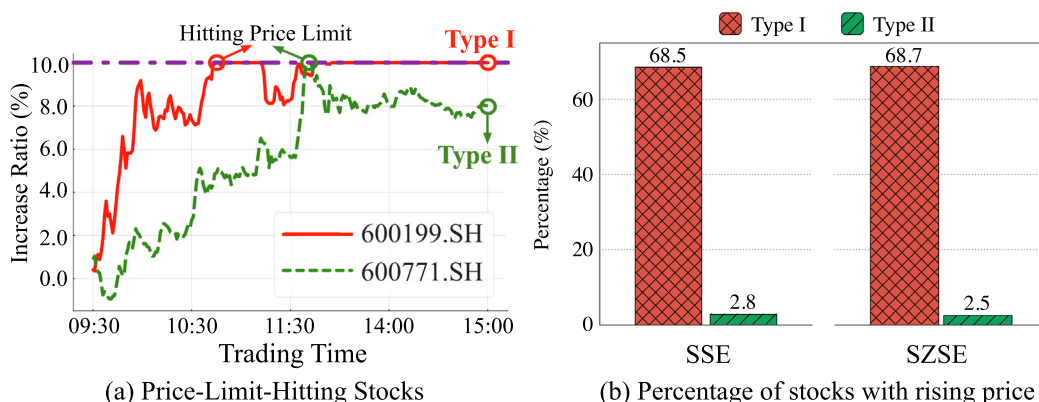 Hitting Price Limit
Type I
10.0
8.0
6.0
4.0
2.0
0.0
Increase Ratio (%)
Type II
600199.SH
600771.SH
09:30 10:30 11:30 14:00 15:00
Trading Time
(a) Price-Limit-Hitting Stocks
Type I Type II
68.5 68.7
60
40
20
0
Percentage (%)
2.8 2.5
SSE SZSE
(b) Percentage of stocks with rising price